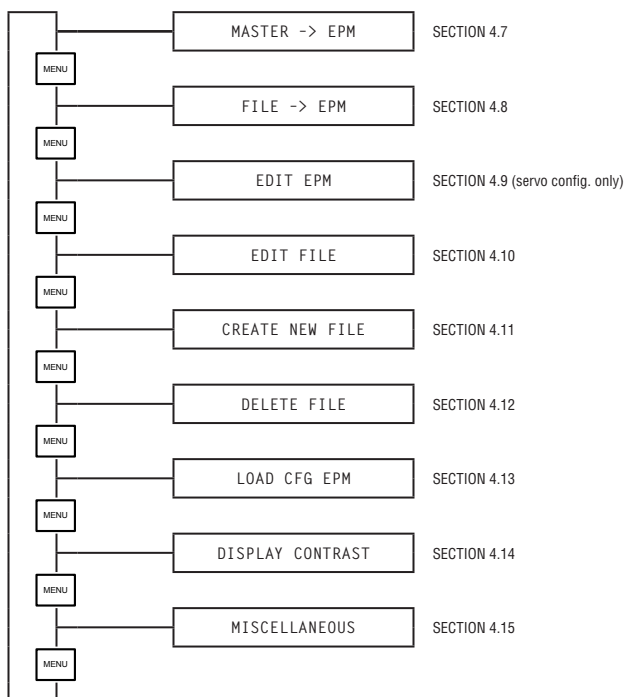 MASTER -> EPM SECTION 4.7
MENU
FILE -> EPM SECTION 4.8
MENU
EDIT EPM SECTION 4.9 (servo config. only)
MENU
EDIT FILE SECTION 4.10
MENU
CREATE NEW FILE SECTION 4.11
MENU
DELETE FILE SECTION 4.12
MENU
LOAD CFG EPM SECTION 4.13
MENU
DISPLAY CONTRAST SECTION 4.14
MENU
MISCELLANEOUS SECTION 4.15
MENU